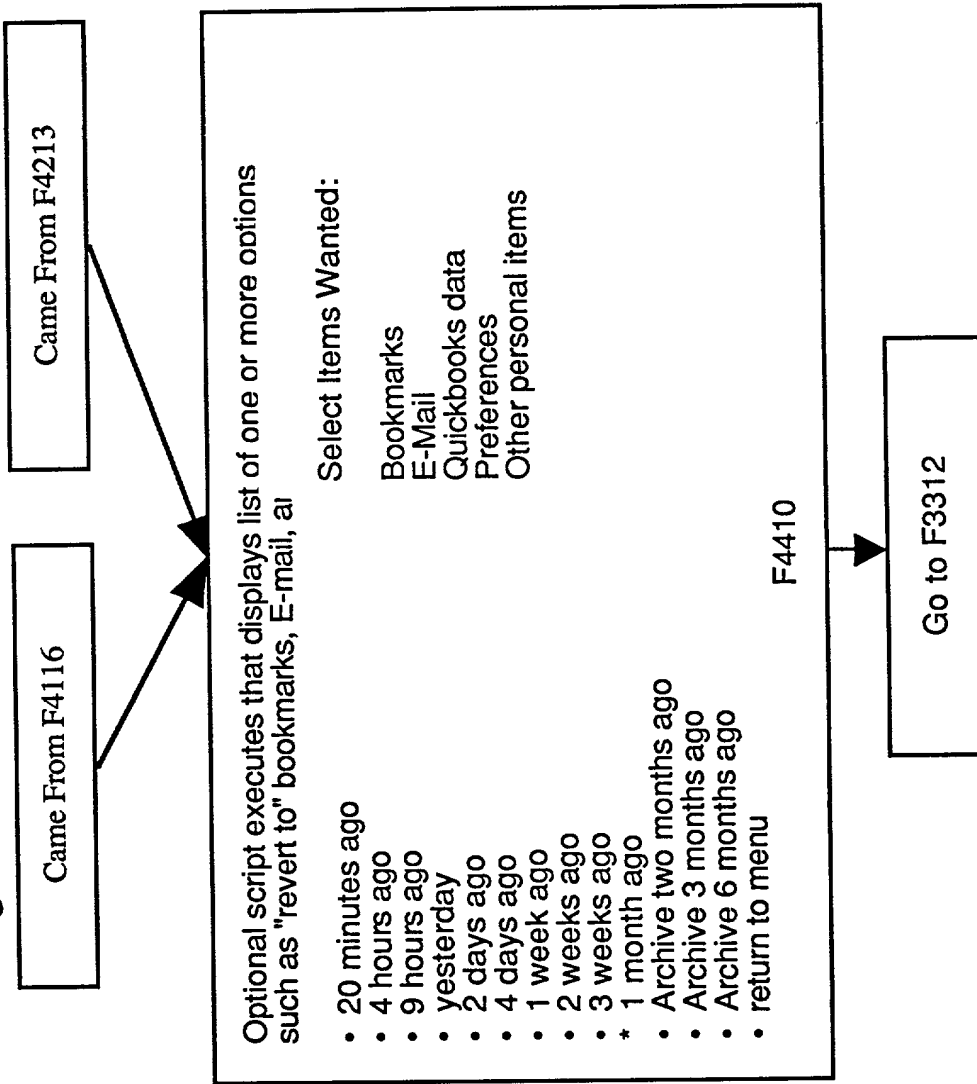 Came From F4116
Came From F4213
Optional script executes that displays list of one or more options
such as "revert to" bookmarks, E-mail,
• 20 minutes ago
• 4 hours ago
• 9 hours ago
• yesterday
• 2 days ago
• 4 days ago
• 1 week ago
• 2 weeks ago
• 3 weeks ago
* 1 month ago
• Archive two months ago
• Archive 3 months ago
• Archive 6 months ago
• return to menu
Select Items Wanted:
Bookmarks
E-Mail
Quickbooks data
Preferences
Other personal items
F4410
Go to F3312